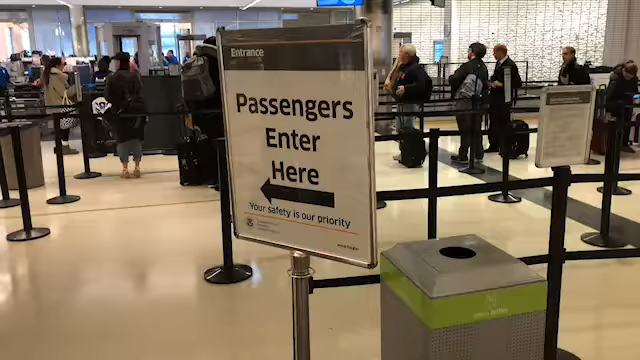 Entrance
Passengers
Enter
Here
Your safety is our priority